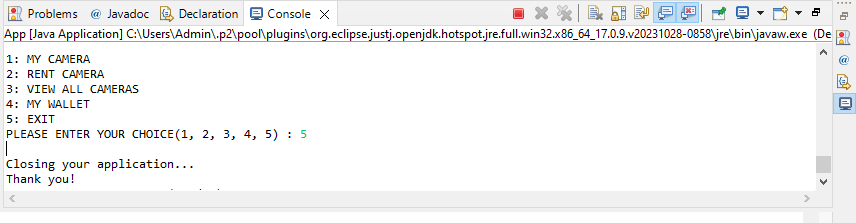 Problems @ Javadoc Declaration Console
App [Java Application] C:\Users\Admin\.p2\pool\plugins\org.eclipse.justj.openjdk.hotspot.jre.full.win32.x86_64_17.0.9.v20231028-0858\jre\bin\javaw.exe (De
1: MY CAMERA
2: RENT CAMERA
3: VIEW ALL CAMERAS
4: MY WALLET
5: EXIT
PLEASE ENTER YOUR CHOICE(1, 2, 3, 4, 5) : 5
Closing your application...
Thank you!